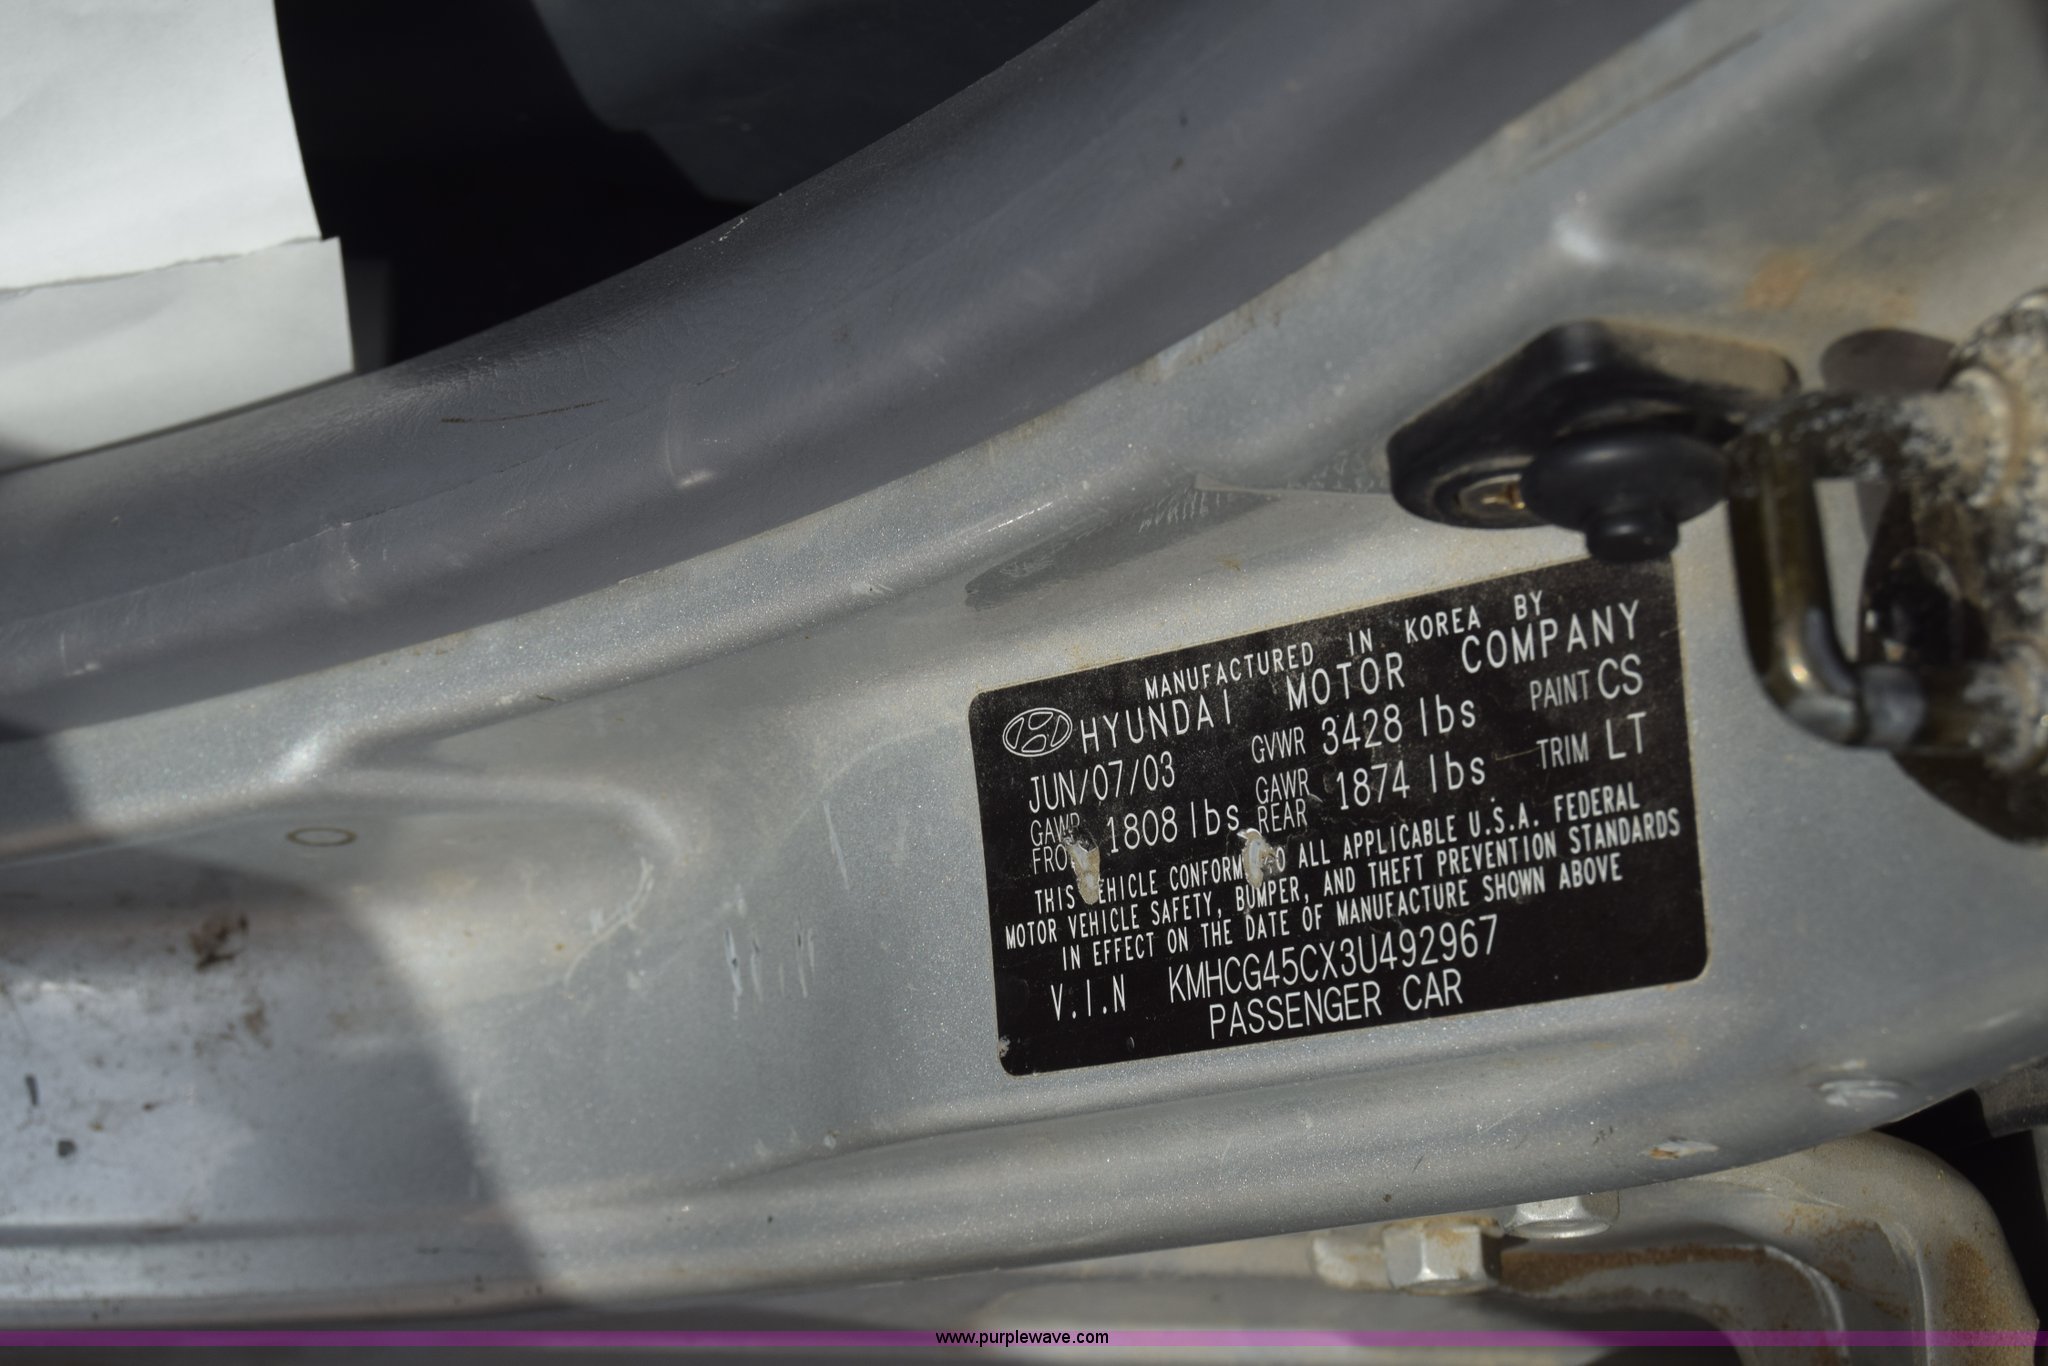 MANUFACTURED IN KOREA BY
HYUNDAI MOTOR COMPANY
JUN/07/03 GVWR 3428 lbs PAINT CS
GAWR 1808 lbs GAWR REAR 1874 lbs TRIM LT
THIS VEHICLE CONFORM TO ALL APPLICABLE U.S.A. FEDERAL
MOTOR VEHICLE SAFETY, BUMPER, AND THEFT PREVENTION STANDARDS
IN EFFECT ON THE DATE OF MANUFACTURE SHOWN ABOVE
V.I.N KMHCG45CX3U492967
PASSENGER CAR
www.purplewave.com